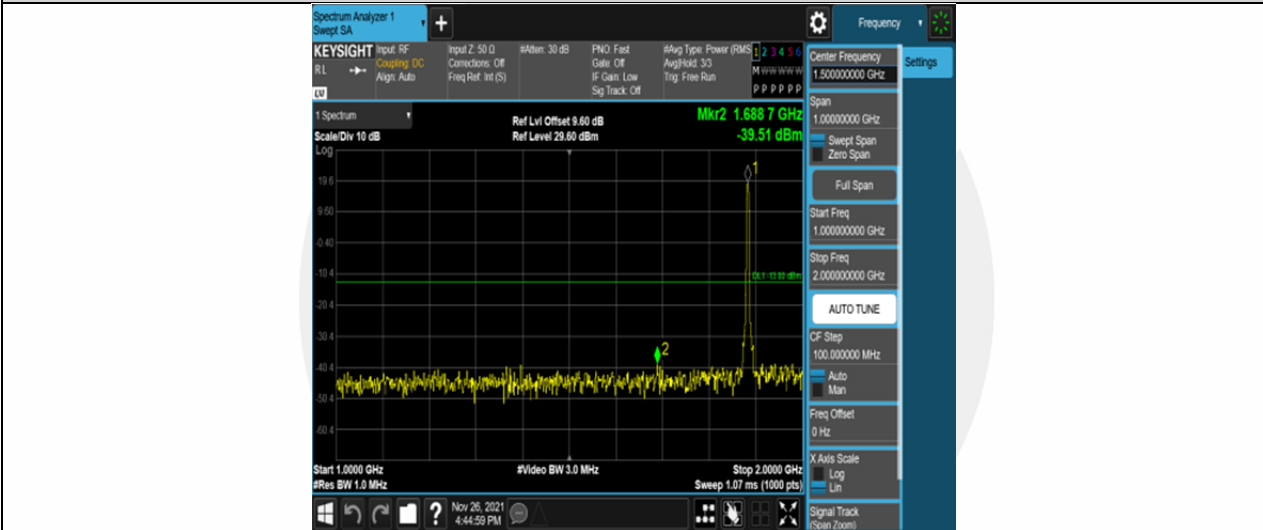 Spectrum Analyzer 1
Swept SA
+
Frequency
KEYSIGHT
RL
LV
Input: RF
Coupling: DC
Align: Auto
Input Z: 50 Ω
Corrections: Off
Freq Ref: Int (S)
#Atten: 30 dB
PNO: Fast
Gate: Off
IF Gain: Low
Sig Track: Off
#Avg Type: Power (RMS
Avg|Hold: 3/3
Trig: Free Run
1 2 3 4 5 6
M W W W W W
P P P P P P
1 Spectrum
Scale/Div 10 dB
Log
Ref Lvl Offset 9.60 dB
Ref Level 29.60 dBm
Mkr2 1.688 7 GHz
-39.51 dBm
19.6
9.60
-0.40
-10.4
-20.4
-30.4
-40.4
-50.4
-60.4
1
DL1 -13.00 dBm
2
Start 1.0000 GHz
#Res BW 1.0 MHz
#Video BW 3.0 MHz
Stop 2.0000 GHz
Sweep 1.07 ms (1000 pts)
?
Nov 26, 2021
4:44:59 PM
Center Frequency
1.500000000 GHz
Span
1.00000000 GHz
Swept Span
Zero Span
Full Span
Start Freq
1.000000000 GHz
Stop Freq
2.000000000 GHz
AUTO TUNE
CF Step
100.000000 MHz
Auto
Man
Freq Offset
0 Hz
X Axis Scale
Log
Lin
Signal Track
(Span Zoom)
Settings